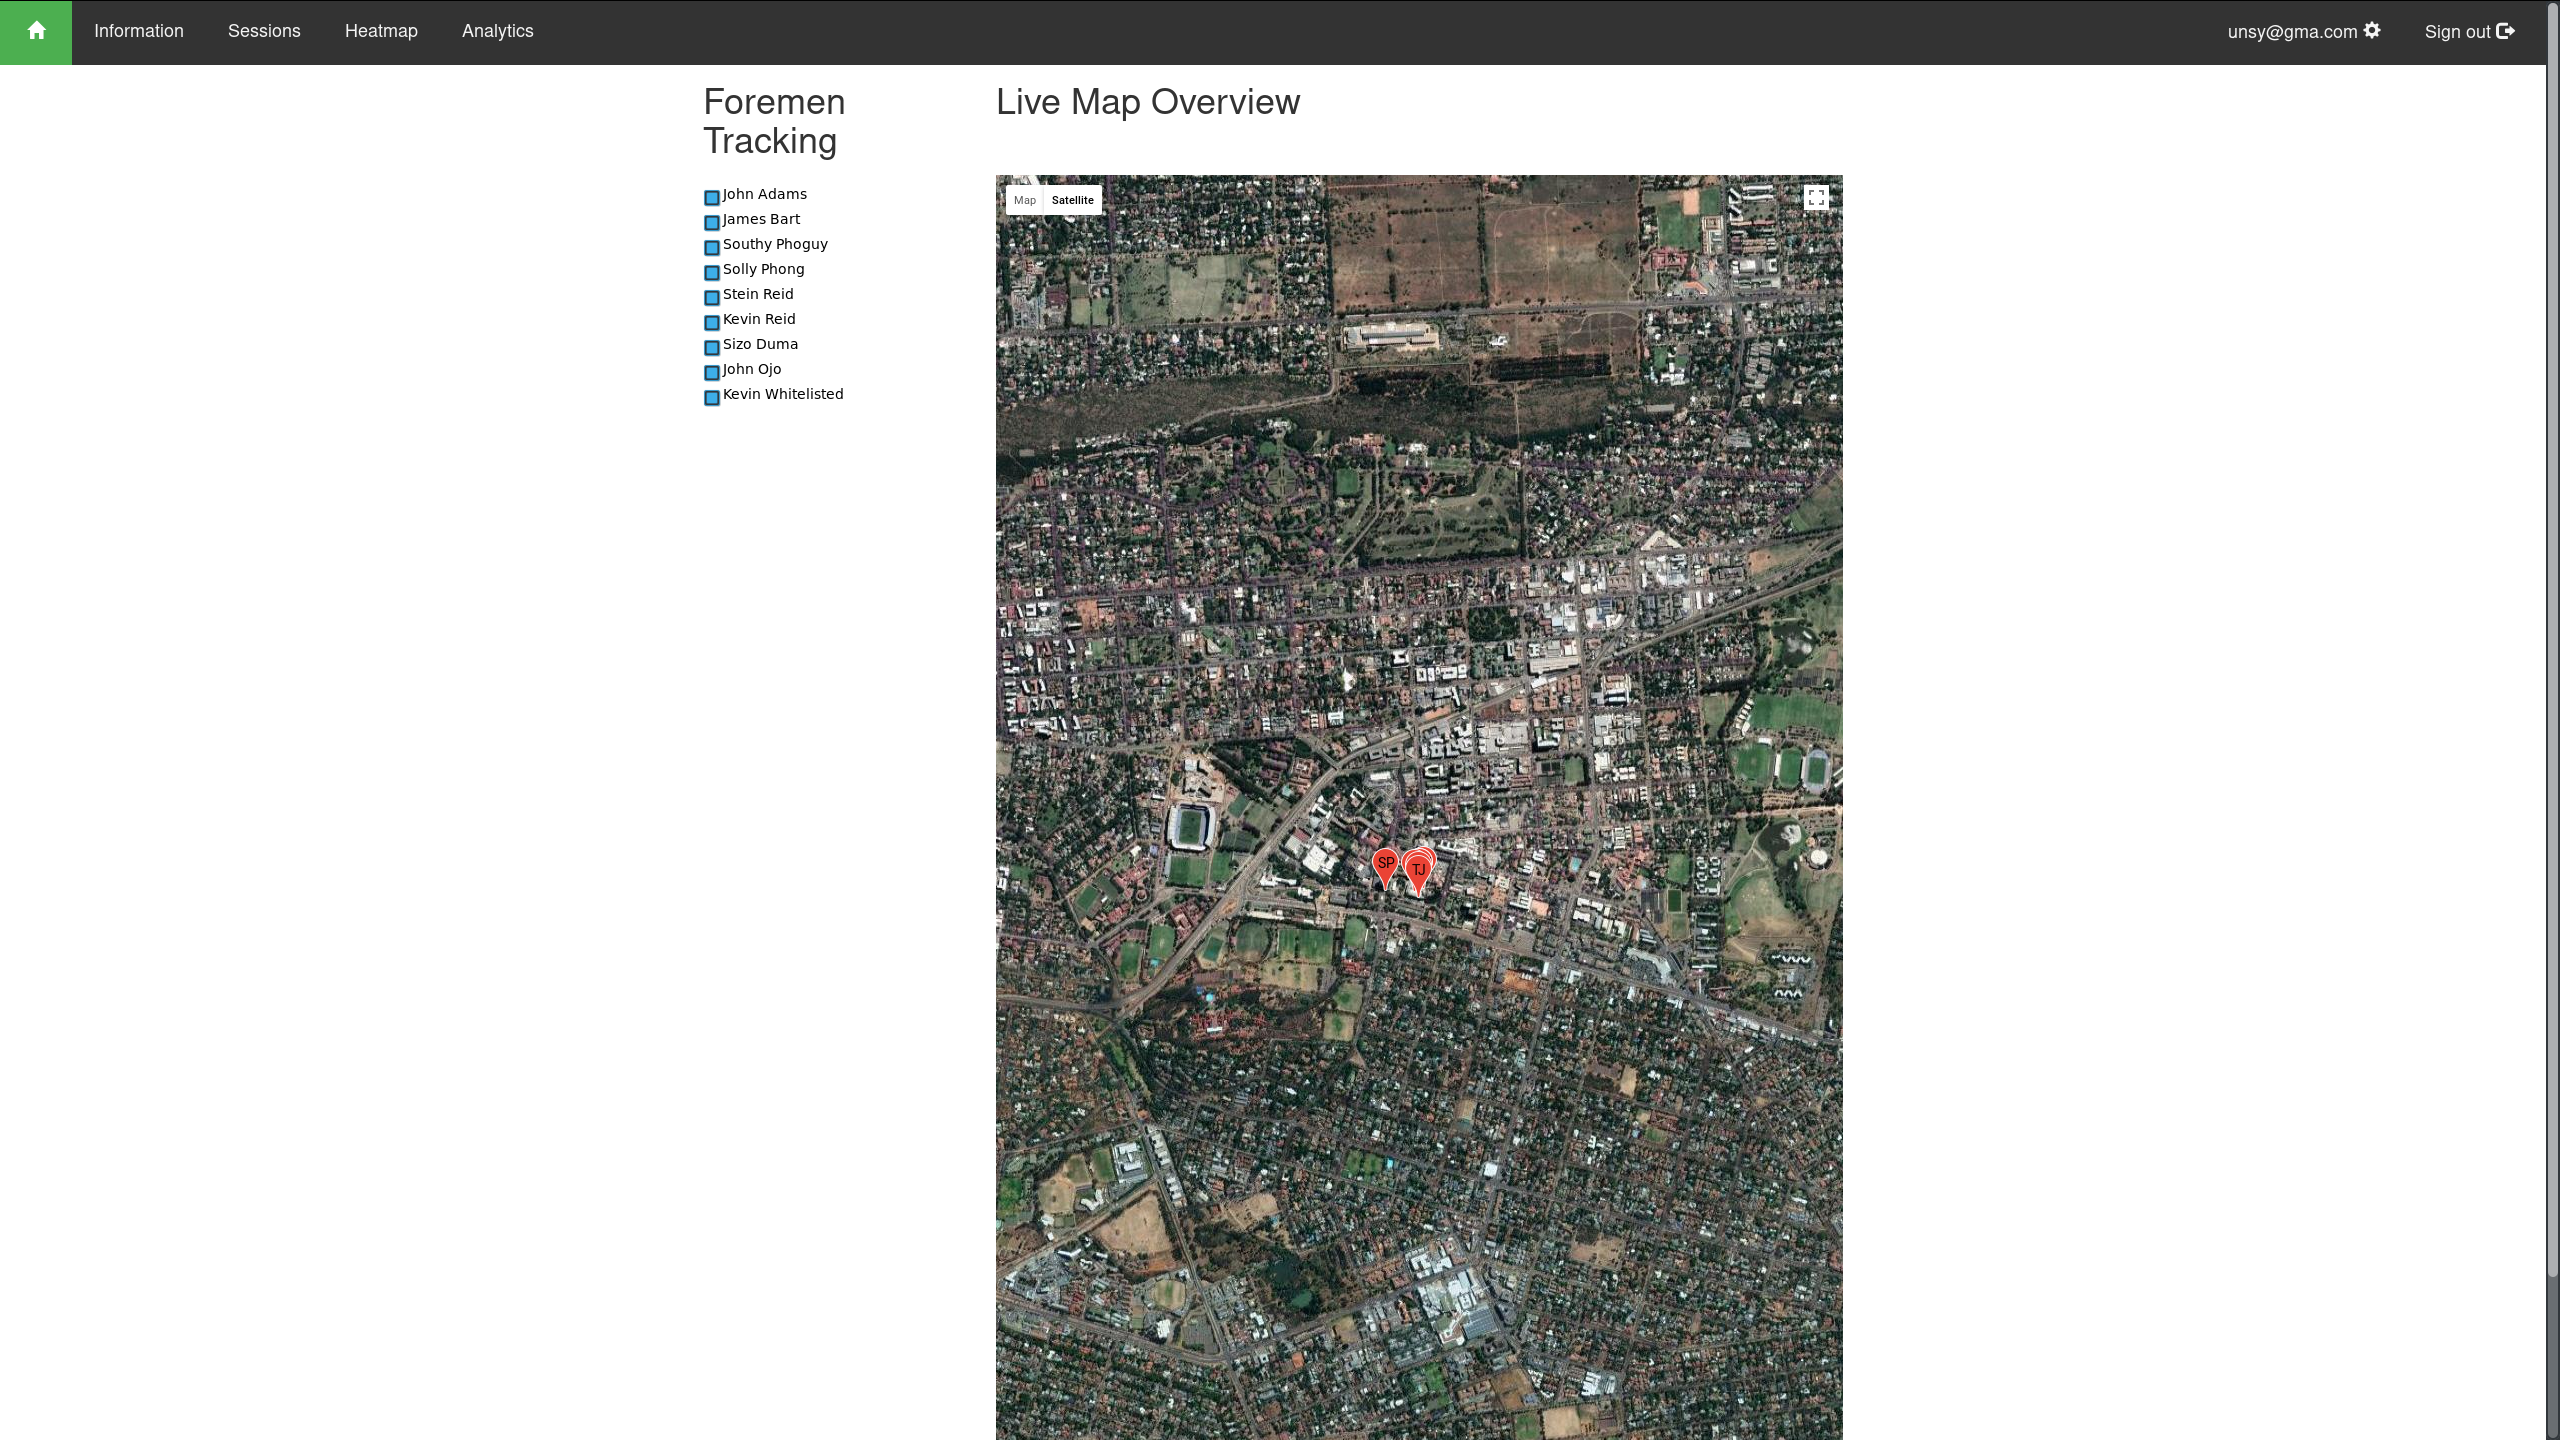 Information Sessions Heatmap Analytics unsy@gma.com Sign out
Foremen
Tracking
John Adams
James Bart
Southy Phoguy
Solly Phong
Stein Reid
Kevin Reid
Sizo Duma
John Ojo
Kevin Whitelisted
Live Map Overview
Map Satellite
SP TJ